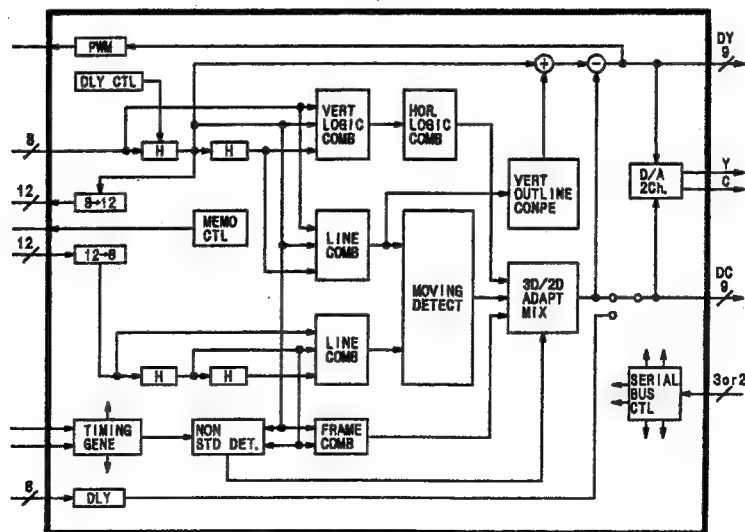 PWM
DY
9
DLY CTL
VERT
LOGIC
COMB
HOR.
LOGIC
COMB
+
−
8
H
H
Y
C
D/A
2Ch.
12
8→12
VERT
OUTLINE
CONPE
MEMO
CTL
12
12→8
LINE
COMB
MOVING
DETECT
3D/2D
ADAPT
MIX
DC
9
LINE
COMB
H
H
SERIAL
BUS
CTL
3or2
TIMING
GENE
NON
STD DET.
FRAME
COMB
8
DLY